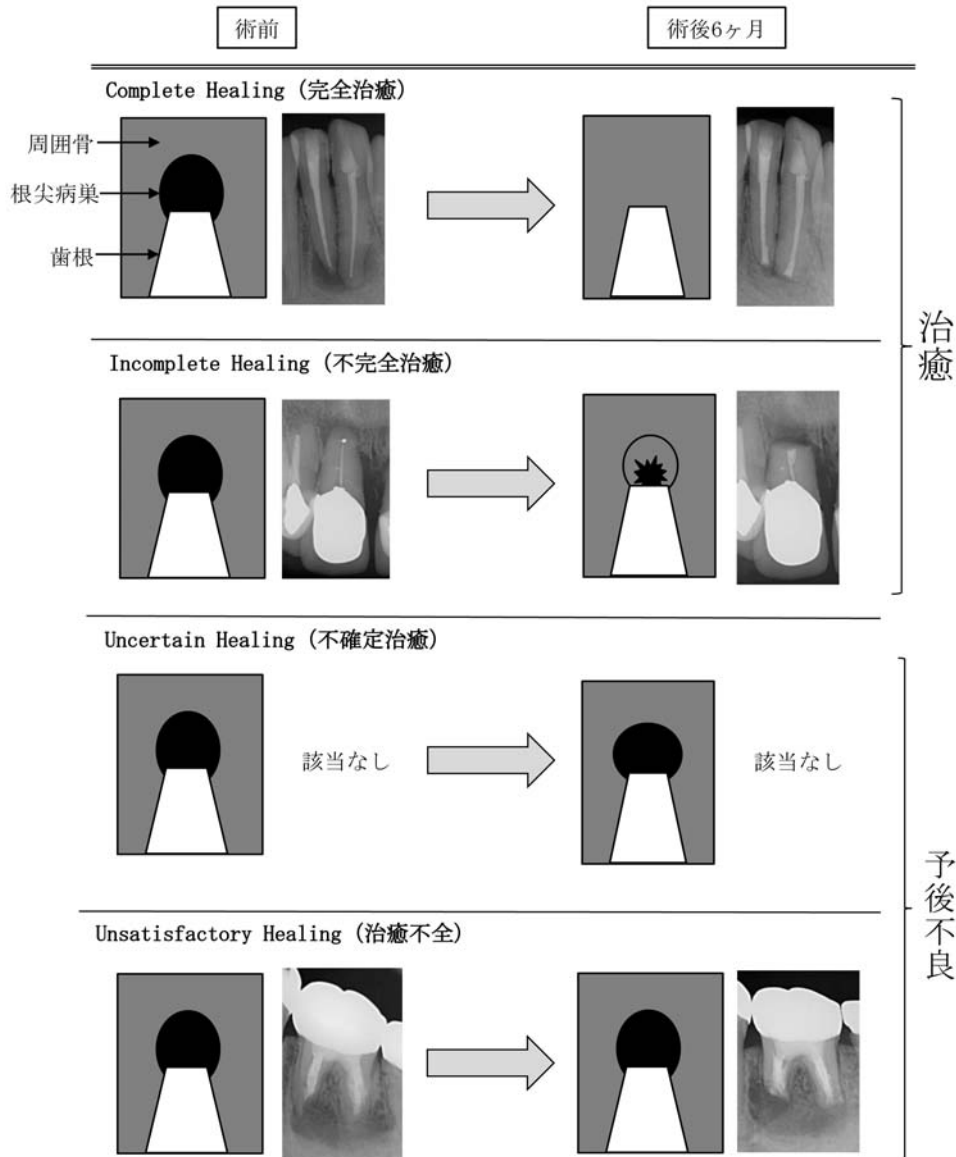 術前
術後6ヶ月
Complete Healing (完全治癒)
周囲骨
根尖病巣
歯根
Incomplete Healing (不完全治癒)
治癒
Uncertain Healing (不確定治癒)
該当なし
該当なし
Unsatisfactory Healing (治癒不全)
予後不良